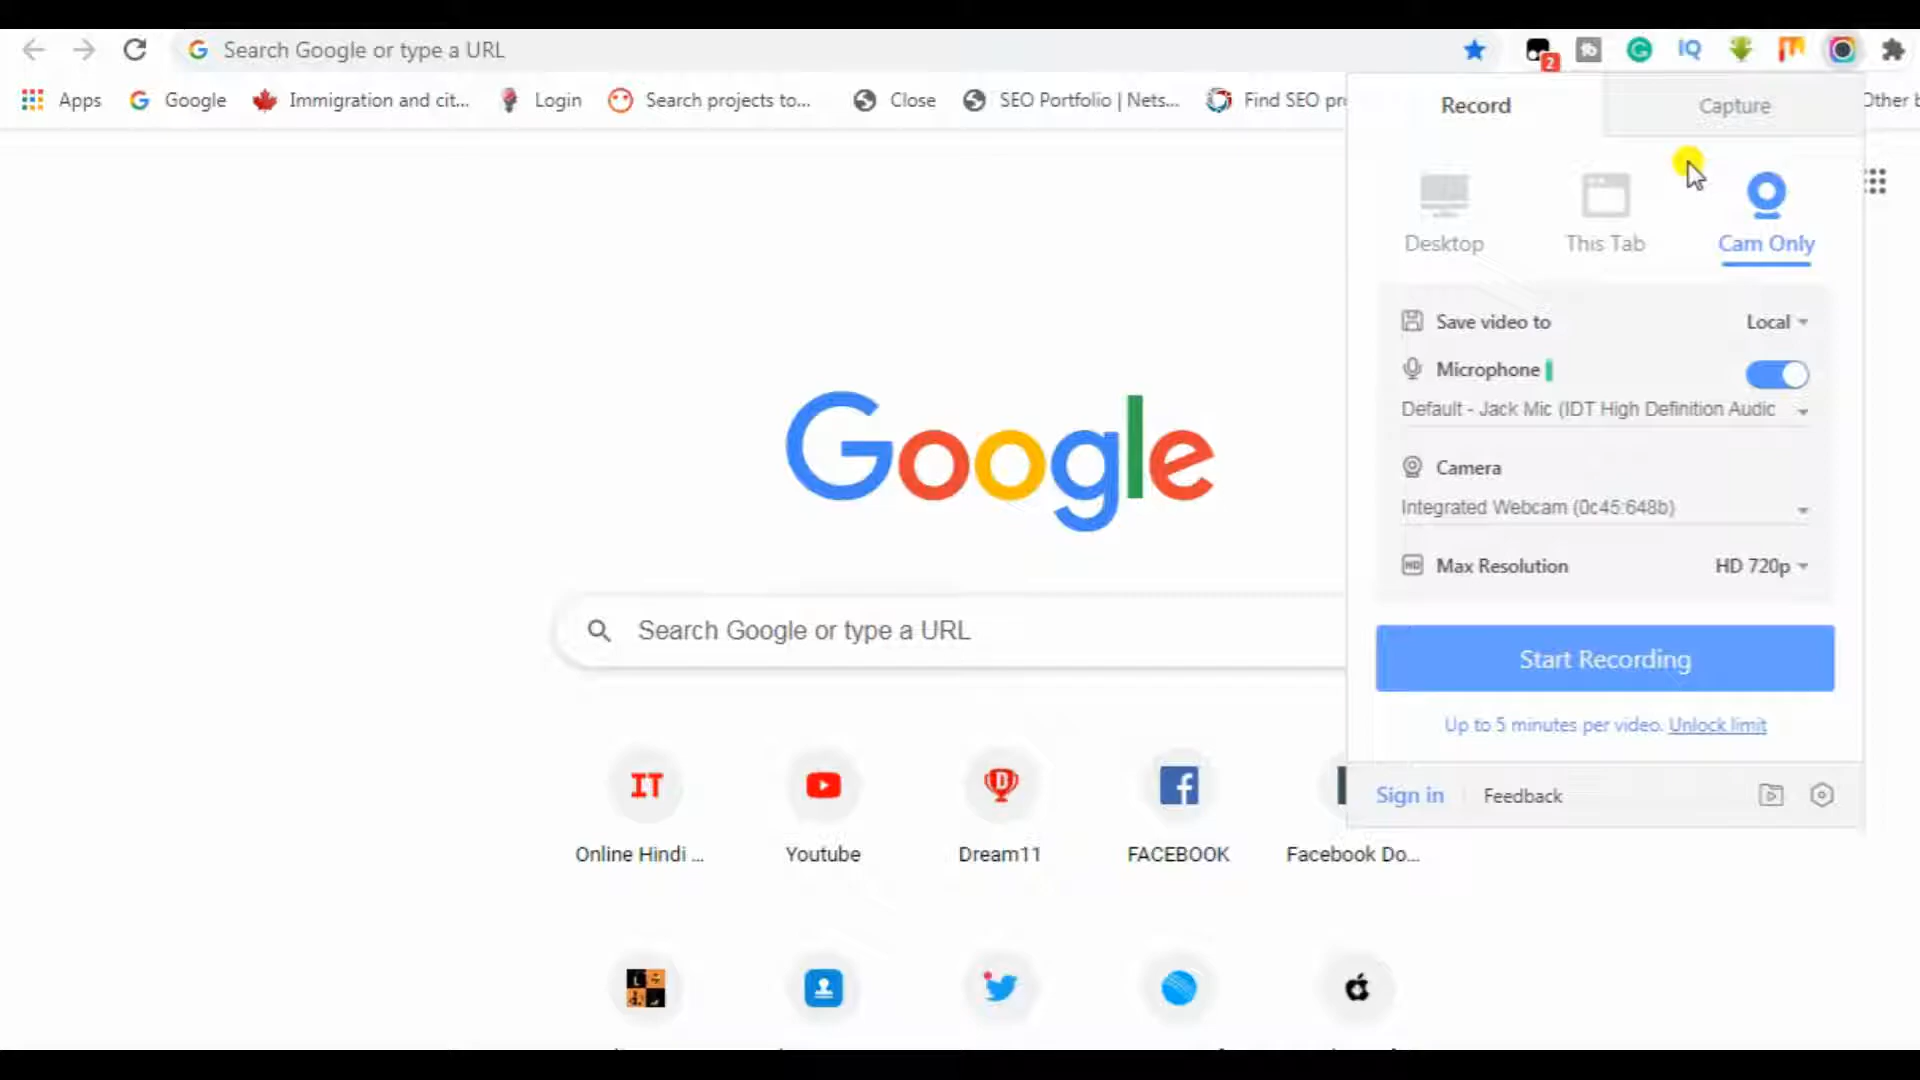 Search Google or type a URL
2
IQ
Apps
Google
Immigration and cit...
Login
Search projects to...
Close
SEO Portfolio | Nets...
Find SEO pr
Other b
Record
Capture
Desktop
This Tab
Cam Only
Save video to
Local
Microphone
Default - Jack Mic (IDT High Definition Audic
Camera
Integrated Webcam (0c45:648b)
HD
Max Resolution
HD 720p
Start Recording
Up to 5 minutes per video. Unlock limit
Sign in
Feedback
Google
Search Google or type a URL
IT
Online Hindi ...
Youtube
Dream11
FACEBOOK
Facebook Do...